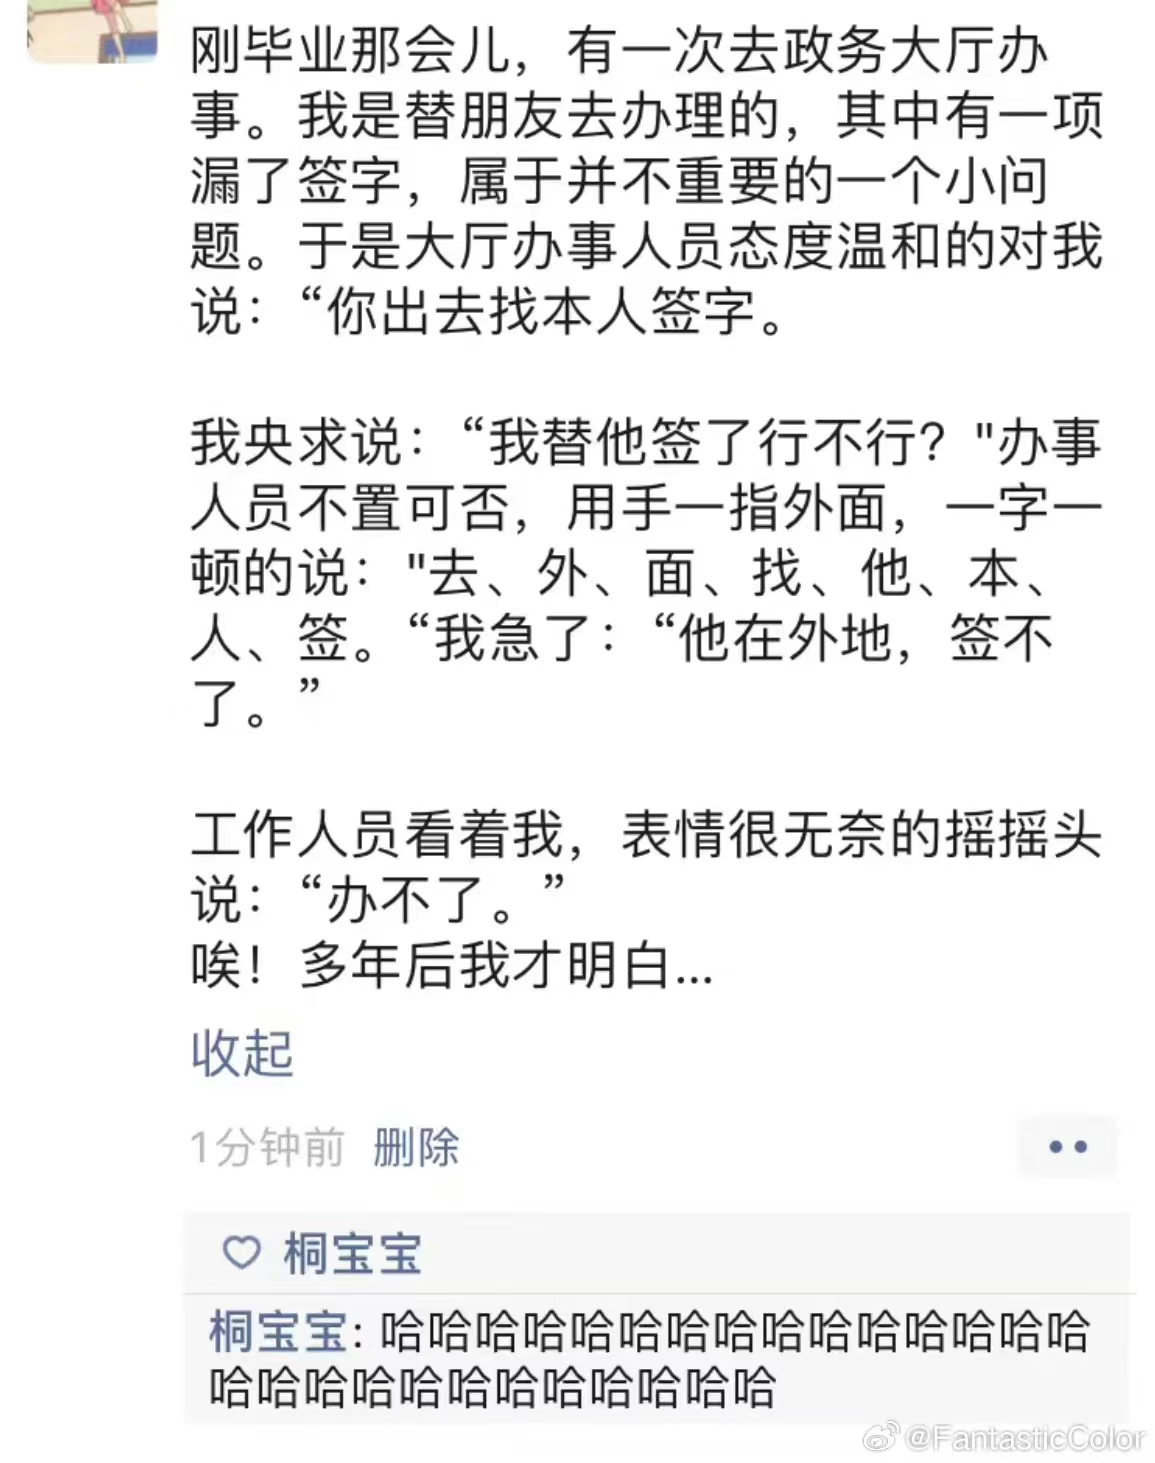 刚毕业那会儿，有一次去政务大厅办
事。我是替朋友去办理的，其中有一项
漏了签字，属于并不重要的一个小问
题。于是大厅办事人员态度温和的对我
说：“你出去找本人签字。
我央求说：“我替他签了行不行？"办事
人员不置可否，用手一指外面，一字一
顿的说："去、外、面、找、他、本、
人、签。“我急了：“他在外地，签不
了。”
工作人员看着我，表情很无奈的摇摇头
说：“办不了。”
唉！多年后我才明白...
收起
1分钟前 删除
桐宝宝
桐宝宝: 哈哈哈哈哈哈哈哈哈哈哈哈哈哈哈
哈哈哈哈哈哈哈哈哈哈哈哈
@FantasticColor